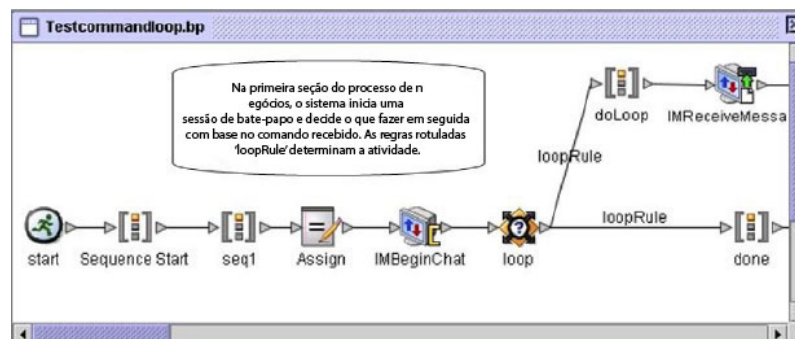 Testcommandloop.bp
Na primeira seção do processo de n
egócios, o sistema inicia uma
sessão de bate-papo e decide o que fazer em seguida
com base no comando recebido. As regras rotuladas
'loopRule' determinam a atividade.
doLoop
IMReceiveMessa
loopRule
loopRule
start
Sequence Start
seq1
Assign
IMBeginChat
loop
done